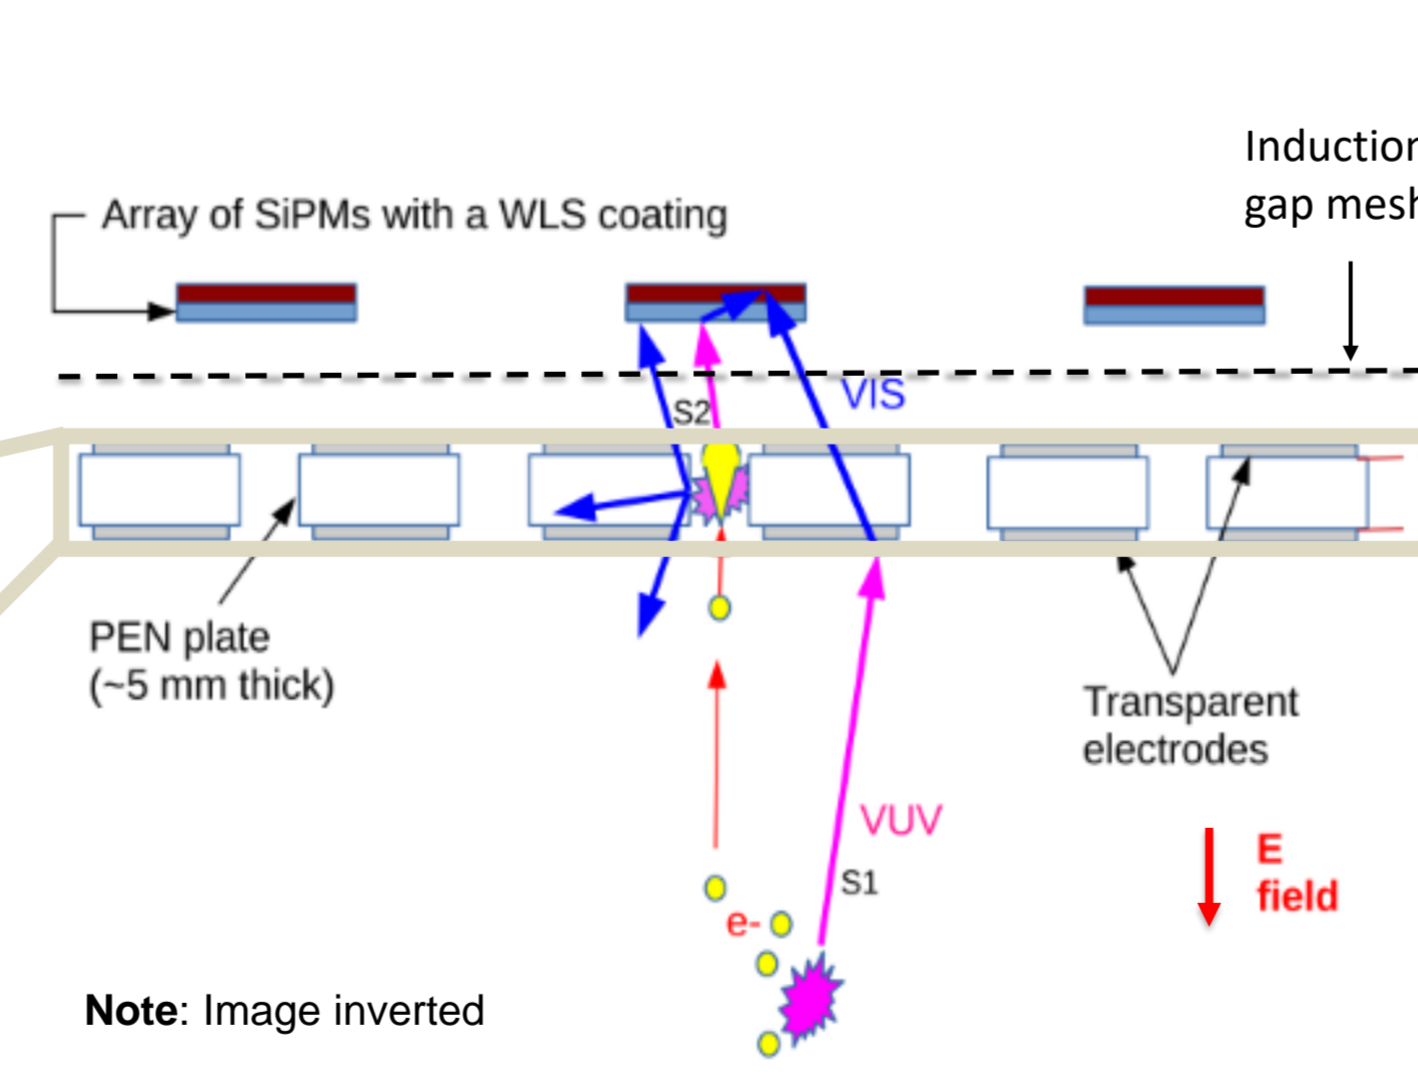 Induction
gap mesh
Array of SiPMs with a WLS coating
VIS
S2
PEN plate
(~5 mm thick)
Transparent
electrodes
VUV
E
field
S1
e-
Note: Image inverted